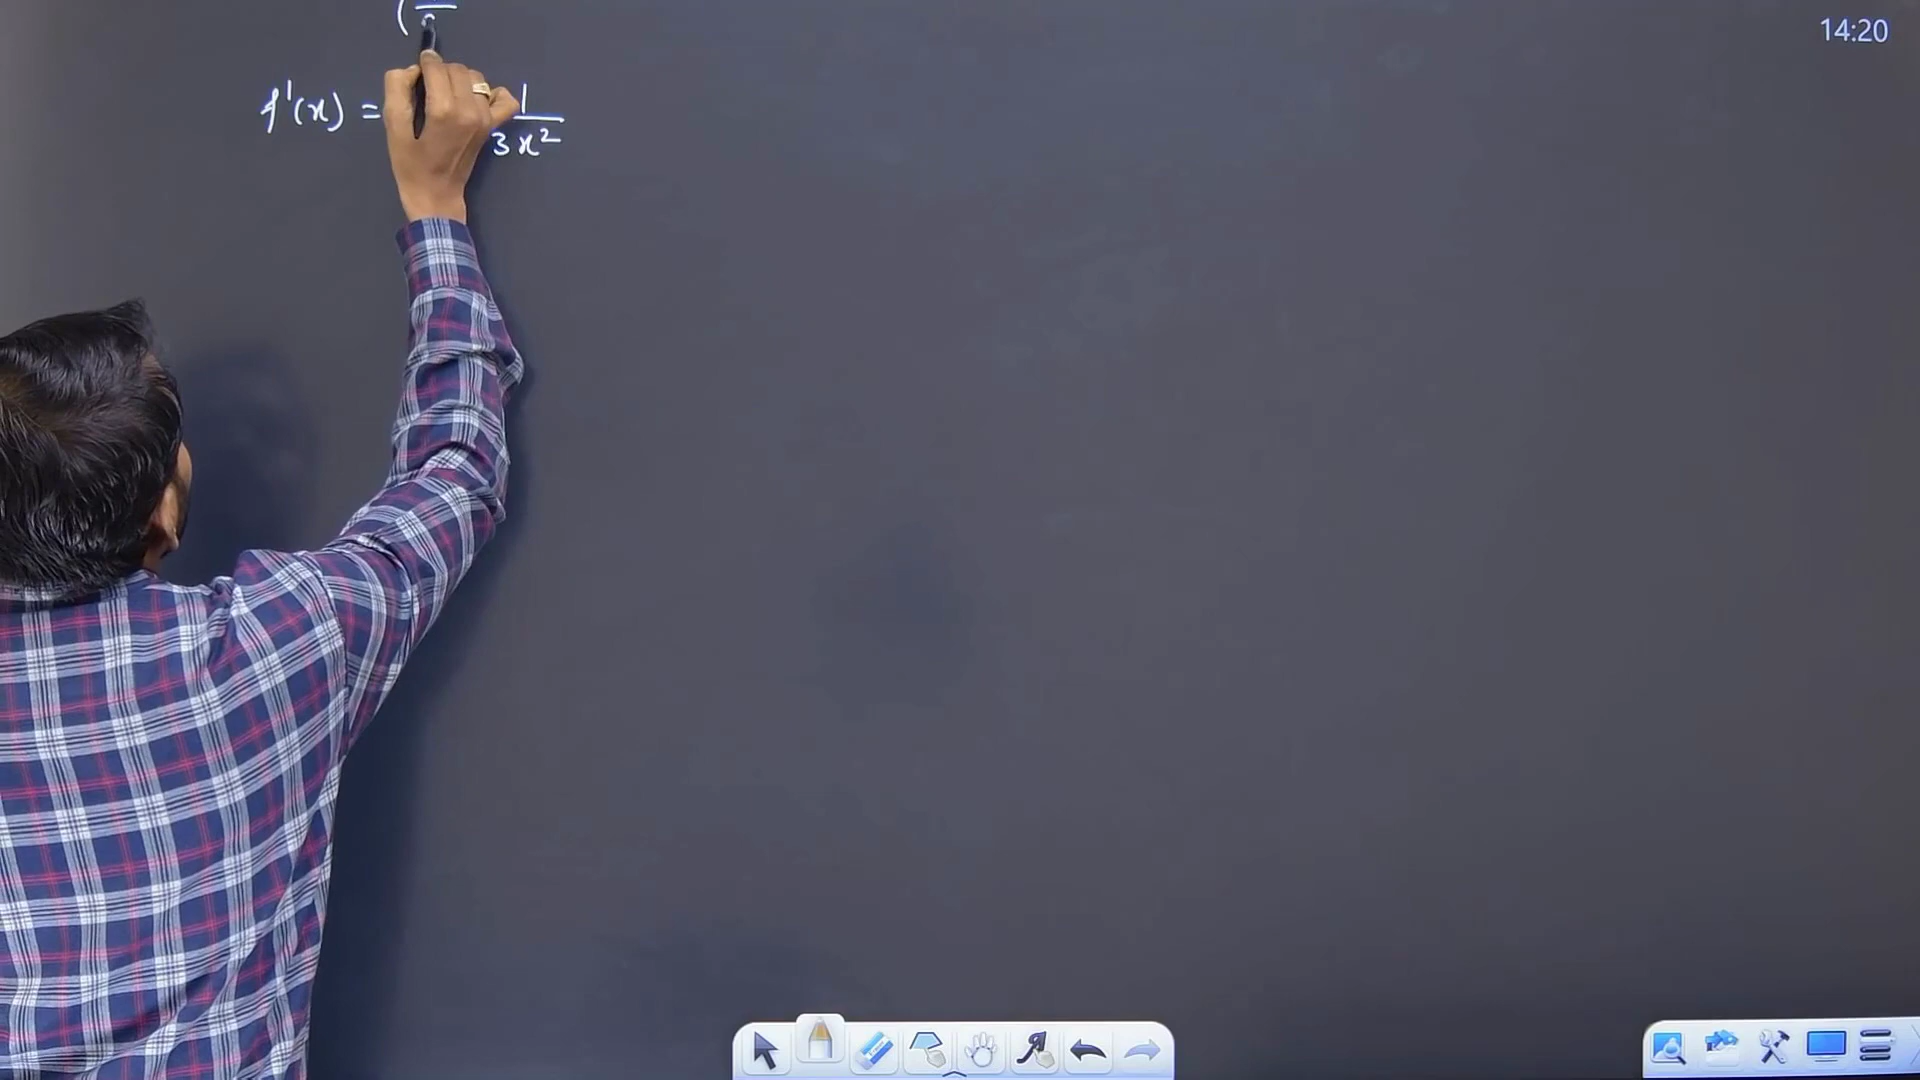 14:20
f'(x) = 1/3x²